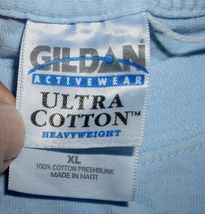 GILDAN
ACTIVEWEAR
ULTRA
COTTON™
HEAVYWEIGHT
XL
100% COTTON PRESHRUNK
MADE IN HAITI